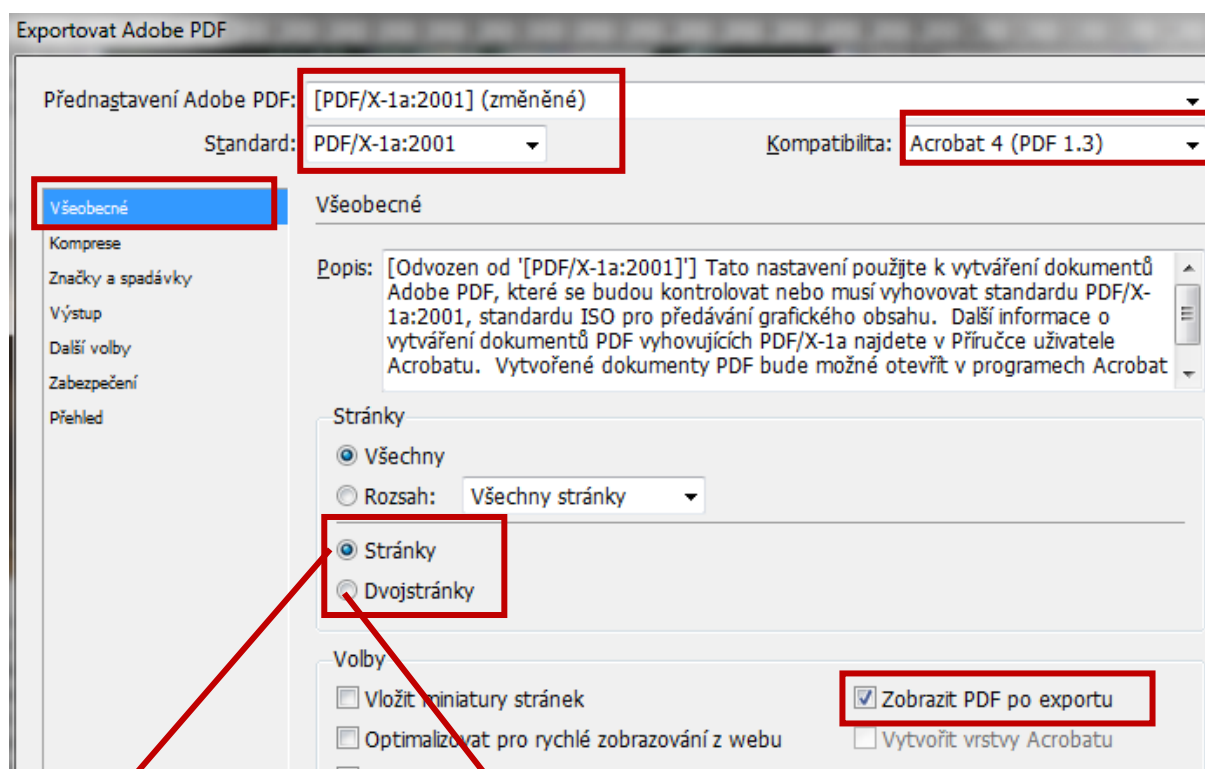 Exportovat Adobe PDF
Přednastavení Adobe PDF: [PDF/X-1a:2001] (změněné)
Standard: PDF/X-1a:2001 Kompatibilita: Acrobat 4 (PDF 1.3)
Všeobecné
Komprese
Značky a spadávky
Výstup
Další volby
Zabezpečení
Přehled
Všeobecné
Popis: [Odvozen od '[PDF/X-1a:2001]'] Tato nastavení použijte k vytváření dokumentů
Adobe PDF, které se budou kontrolovat nebo musí vyhovovat standardu PDF/X-
1a:2001, standardu ISO pro předávání grafického obsahu. Další informace o
vytváření dokumentů PDF vyhovujících PDF/X-1a najdete v Příručce uživatele
Acrobatu. Vytvořené dokumenty PDF bude možné otevřít v programech Acrobat
Stránky
Všechny
Rozsah: Všechny stránky
Stránky
Dvojstránky
Volby
Vložit miniatury stránek Zobrazit PDF po exportu
Optimalizovat pro rychlé zobrazování z webu Vytvořit vrstvy Acrobatu